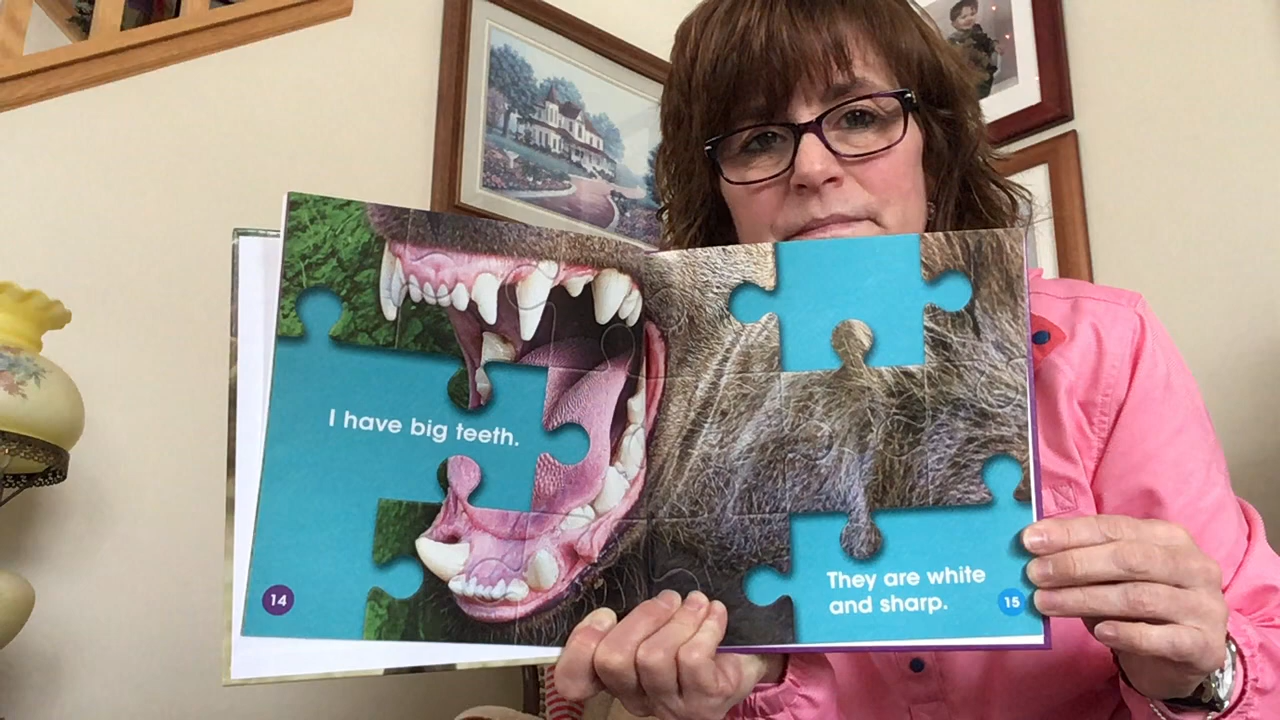 I have big teeth.
14
They are white
and sharp.
15